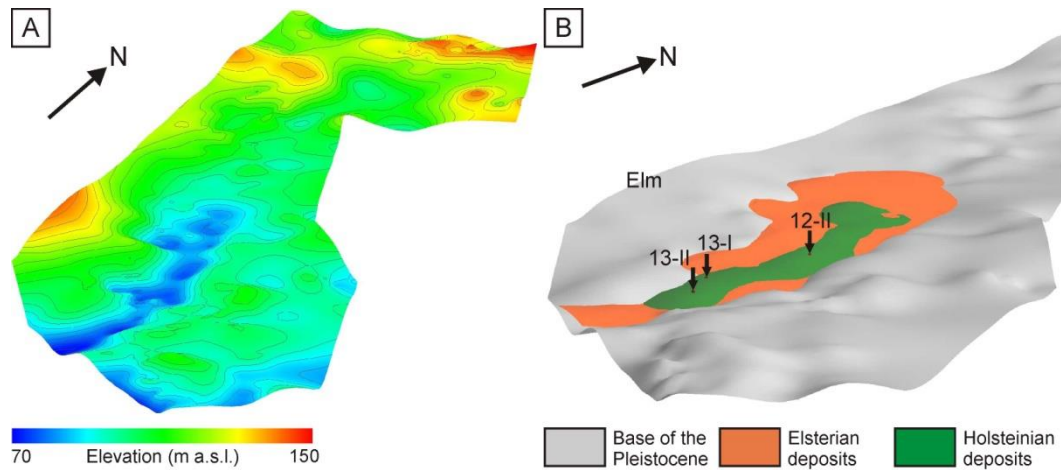 A
N
70
Elevation (m a.s.l.)
150
B
N
Elm
12-II
13-I
13-II
Base of the
Pleistocene
Elsterian
deposits
Holsteinian
deposits